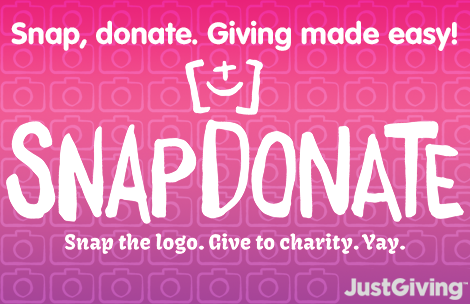 Snap, donate. Giving made easy!
SNAPDONATE
Snap the logo. Give to charity. Yay.
JustGiving